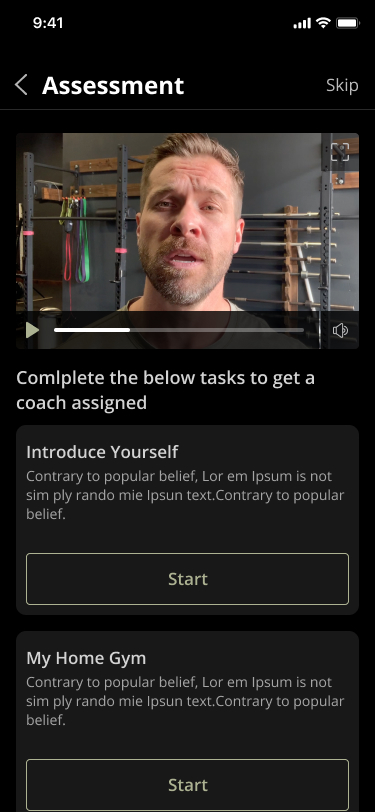 9:41
Assessment
Skip
Comlplete the below tasks to get a
coach assigned
Introduce Yourself
Contrary to popular belief, Lor em Ipsum is not
sim ply rando mie Ipsun text.Contrary to popular
belief.
Start
My Home Gym
Contrary to popular belief, Lor em Ipsum is not
sim ply rando mie Ipsun text.Contrary to popular
belief.
Start